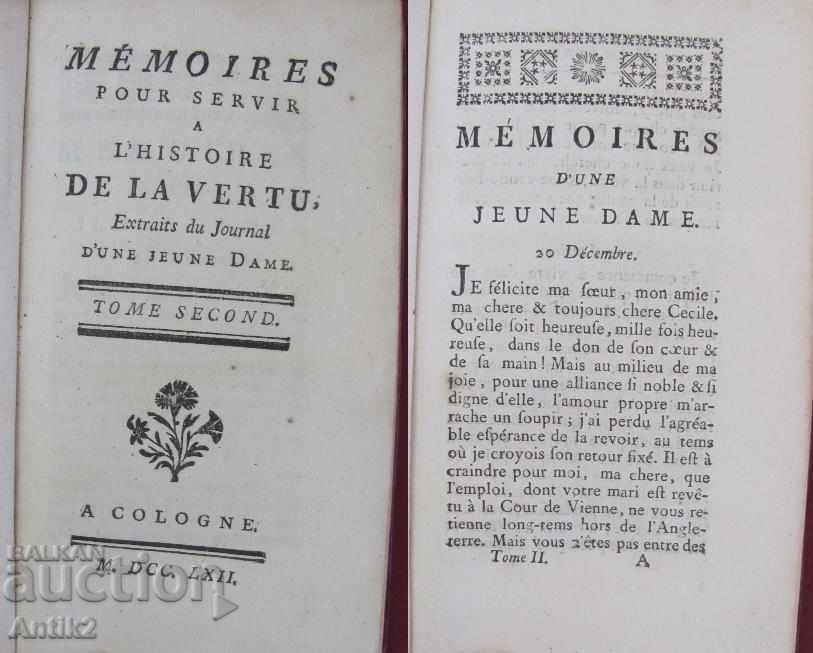 MÉMOIRES
POUR SERVIR
A
L'HISTOIRE
DE LA VERTU,
Extraits du Journal
D'UNE JEUNE DAME.
TOME SECOND.
A COLOGNE.
M. DCC. LXII.
BALKAN
auction
Antik2
MÉMOIRES
D'UNE
JEUNE DAME.
20 Décembre.
JE félicite ma sœur, mon amie,
ma chere & toujours chere Cecile.
Qu'elle soit heureuse, mille fois heu-
reuse, dans le don de son cœur &
de sa main! Mais au milieu de ma
joie, pour une alliance si noble & si
digne d'elle, l'amour propre m'ar-
rache un soupir; j'ai perdu l'agréa-
ble espérance de la revoir, au tems
où je croyois son retour fixé. Il est à
craindre pour moi, ma chere, que
l'emploi, dont votre mari est revê-
tu à la Cour de Vienne, ne vous re-
tienne long-tems hors de l'Angle-
terre. Mais vous n'êtes pas entre des
Tome II. A